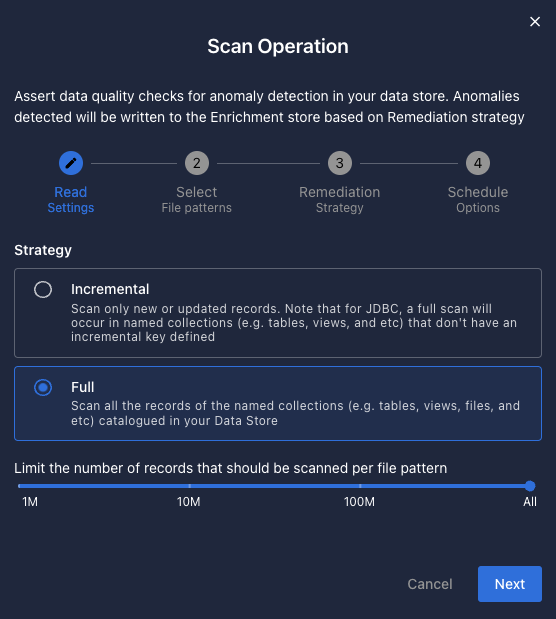 Scan Operation
Assert data quality checks for anomaly detection in your data store. Anomalies
detected will be written to the Enrichment store based on Remediation strategy
2 3 4
Read Select Remediation Schedule
Settings File patterns Strategy Options
Strategy
Incremental
Scan only new or updated records. Note that for JDBC, a full scan will
occur in named collections (e.g. tables, views, and etc) that don't have an
incremental key defined
Full
Scan all the records of the named collections (e.g. tables, views, files, and
etc) catalogued in your Data Store
Limit the number of records that should be scanned per file pattern
1M 10M 100M All
Cancel Next